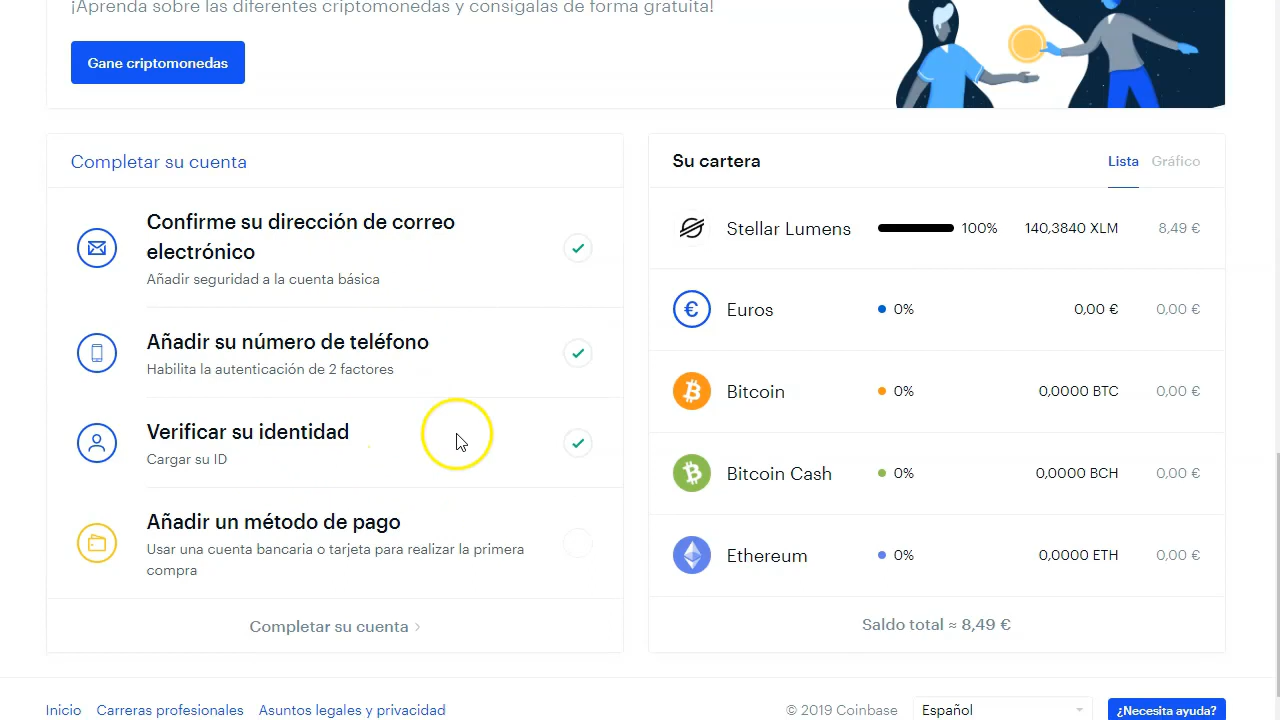 ¡Aprenda sobre las diferentes criptomonedas y consígalas de forma gratuita!
Gane criptomonedas
Completar su cuenta
Confirme su dirección de correo
electrónico
Añadir seguridad a la cuenta básica
Añadir su número de teléfono
Habilita la autenticación de 2 factores
Verificar su identidad
Cargar su ID
Añadir un método de pago
Usar una cuenta bancaria o tarjeta para realizar la primera
compra
Completar su cuenta >
Su cartera
Lista Gráfico
Stellar Lumens 100% 140,3840 XLM 8,49 €
Euros 0% 0,00 € 0,00 €
Bitcoin 0% 0,0000 BTC 0,00 €
Bitcoin Cash 0% 0,0000 BCH 0,00 €
Ethereum 0% 0,0000 ETH 0,00 €
Saldo total ≈ 8,49 €
Inicio Carreras profesionales Asuntos legales y privacidad
© 2019 Coinbase Español ¿Necesita ayuda?